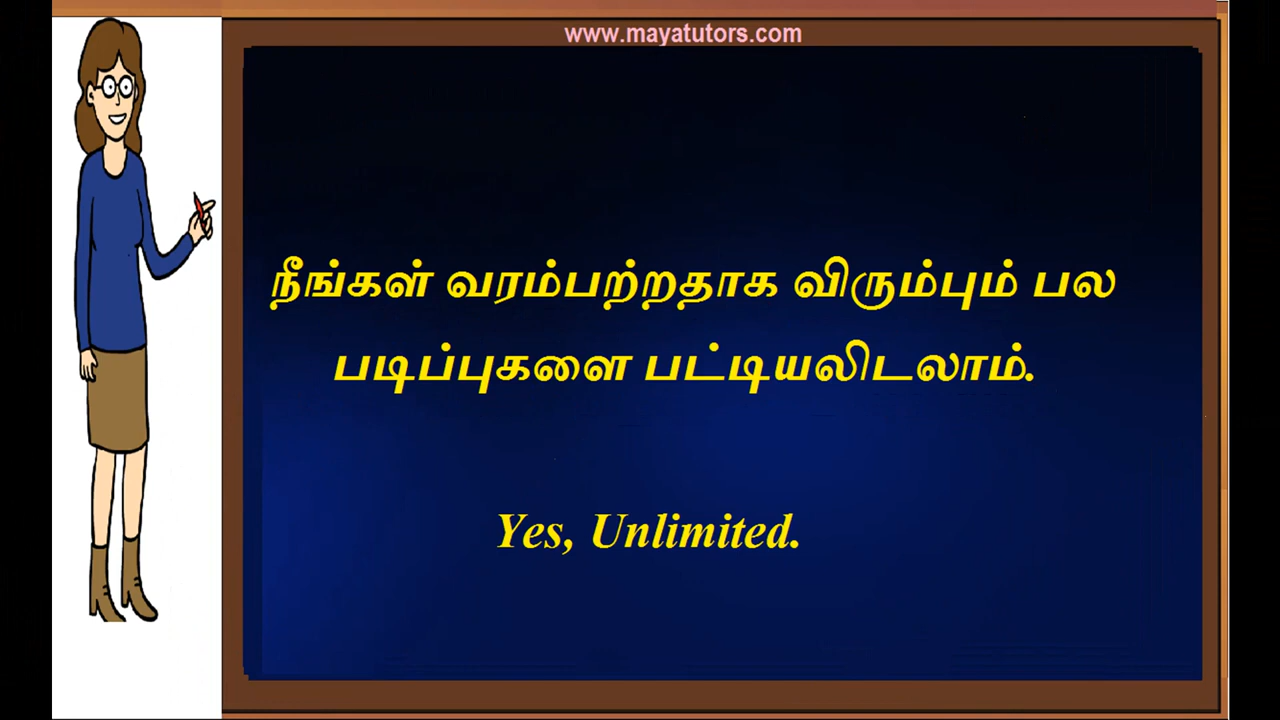 www.mayatutors.com
நீங்கள் வரம்பற்றதாக விரும்பும் பல
படிப்புகளை பட்டியலிடலாம்.
Yes, Unlimited.